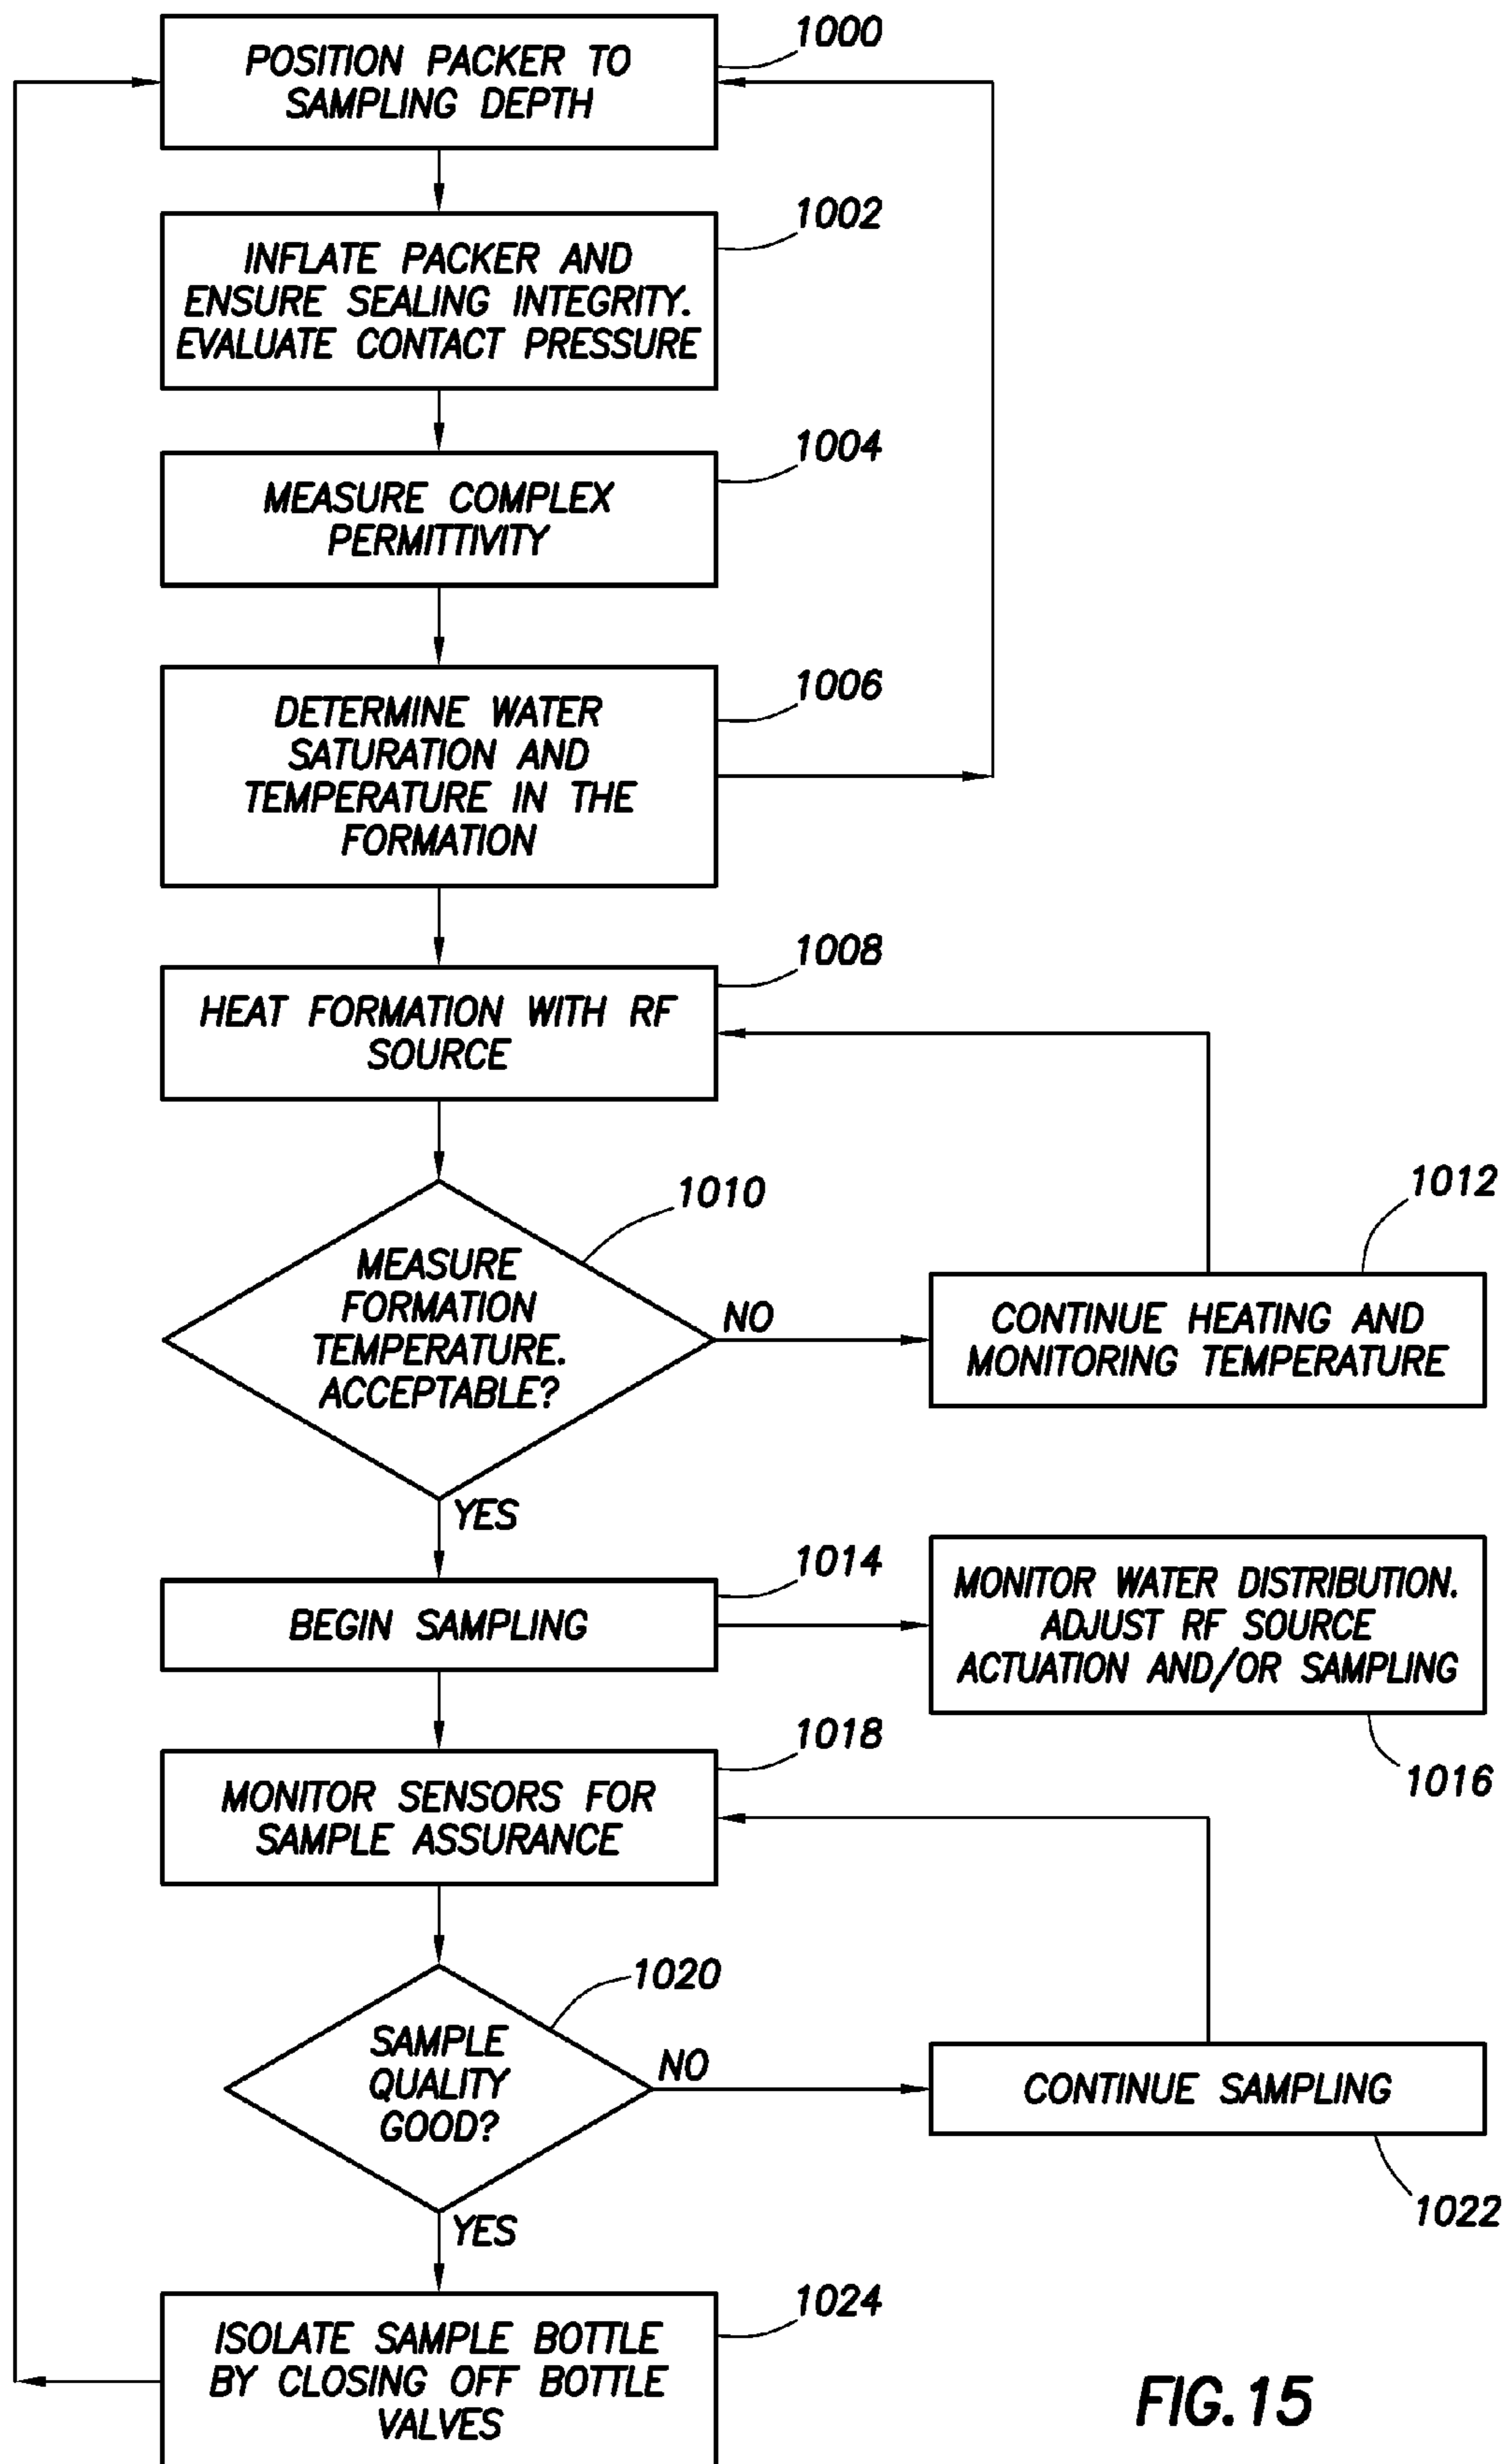 1000
POSITION PACKER TO
SAMPLING DEPTH
1002
INFLATE PACKER AND
ENSURE SEALING INTEGRITY.
EVALUATE CONTACT PRESSURE
1004
MEASURE COMPLEX
PERMITTIVITY
1006
DETERMINE WATER
SATURATION AND
TEMPERATURE IN THE
FORMATION
1008
HEAT FORMATION WITH RF
SOURCE
1010
MEASURE
FORMATION
TEMPERATURE.
ACCEPTABLE?
NO
1012
CONTINUE HEATING AND
MONITORING TEMPERATURE
YES
1014
BEGIN SAMPLING
MONITOR WATER DISTRIBUTION.
ADJUST RF SOURCE
ACTUATION AND/OR SAMPLING
1016
1018
MONITOR SENSORS FOR
SAMPLE ASSURANCE
1020
SAMPLE
QUALITY
GOOD?
NO
CONTINUE SAMPLING
1022
YES
1024
ISOLATE SAMPLE BOTTLE
BY CLOSING OFF BOTTLE
VALVES
FIG.15